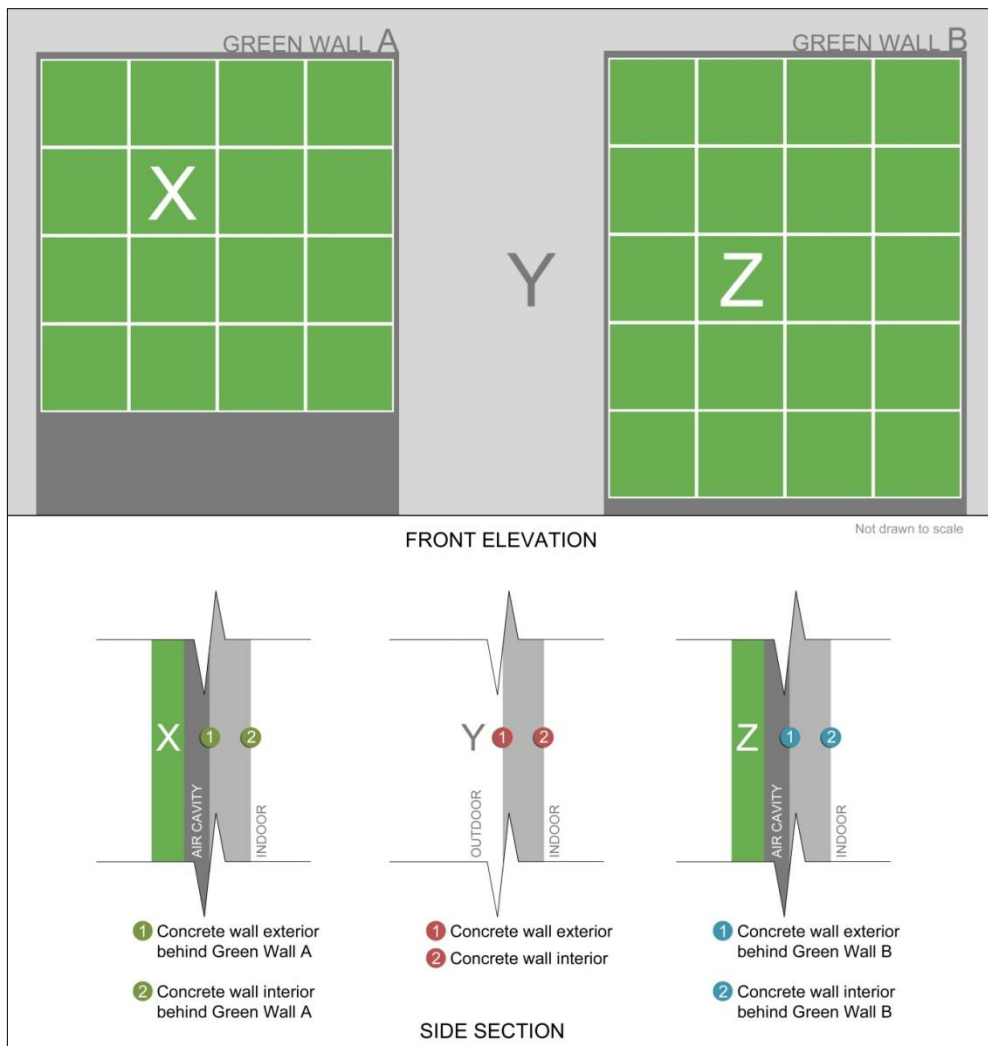 GREEN WALL A
GREEN WALL B
X
Y
Z
FRONT ELEVATION
Not drawn to scale
X
AIR CAVITY
1
2
INDOOR
Y
OUTDOOR
1
2
INDOOR
Z
AIR CAVITY
1
2
INDOOR
1 Concrete wall exterior
behind Green Wall A
2 Concrete wall interior
behind Green Wall A
1 Concrete wall exterior
2 Concrete wall interior
1 Concrete wall exterior
behind Green Wall B
2 Concrete wall interior
behind Green Wall B
SIDE SECTION